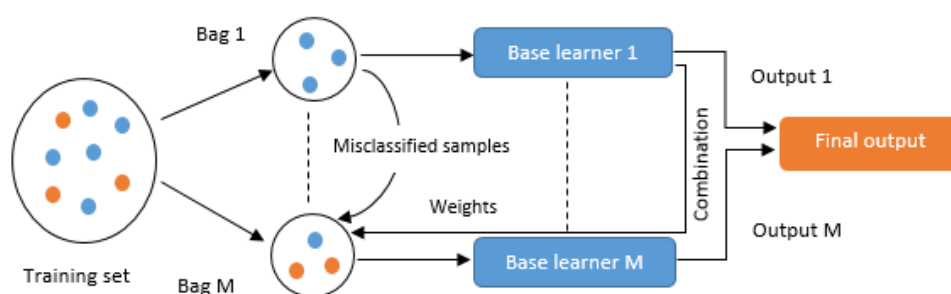 Bag 1
Base learner 1
Output 1
Misclassified samples
Combination
Final output
Weights
Training set
Bag M
Base learner M
Output M